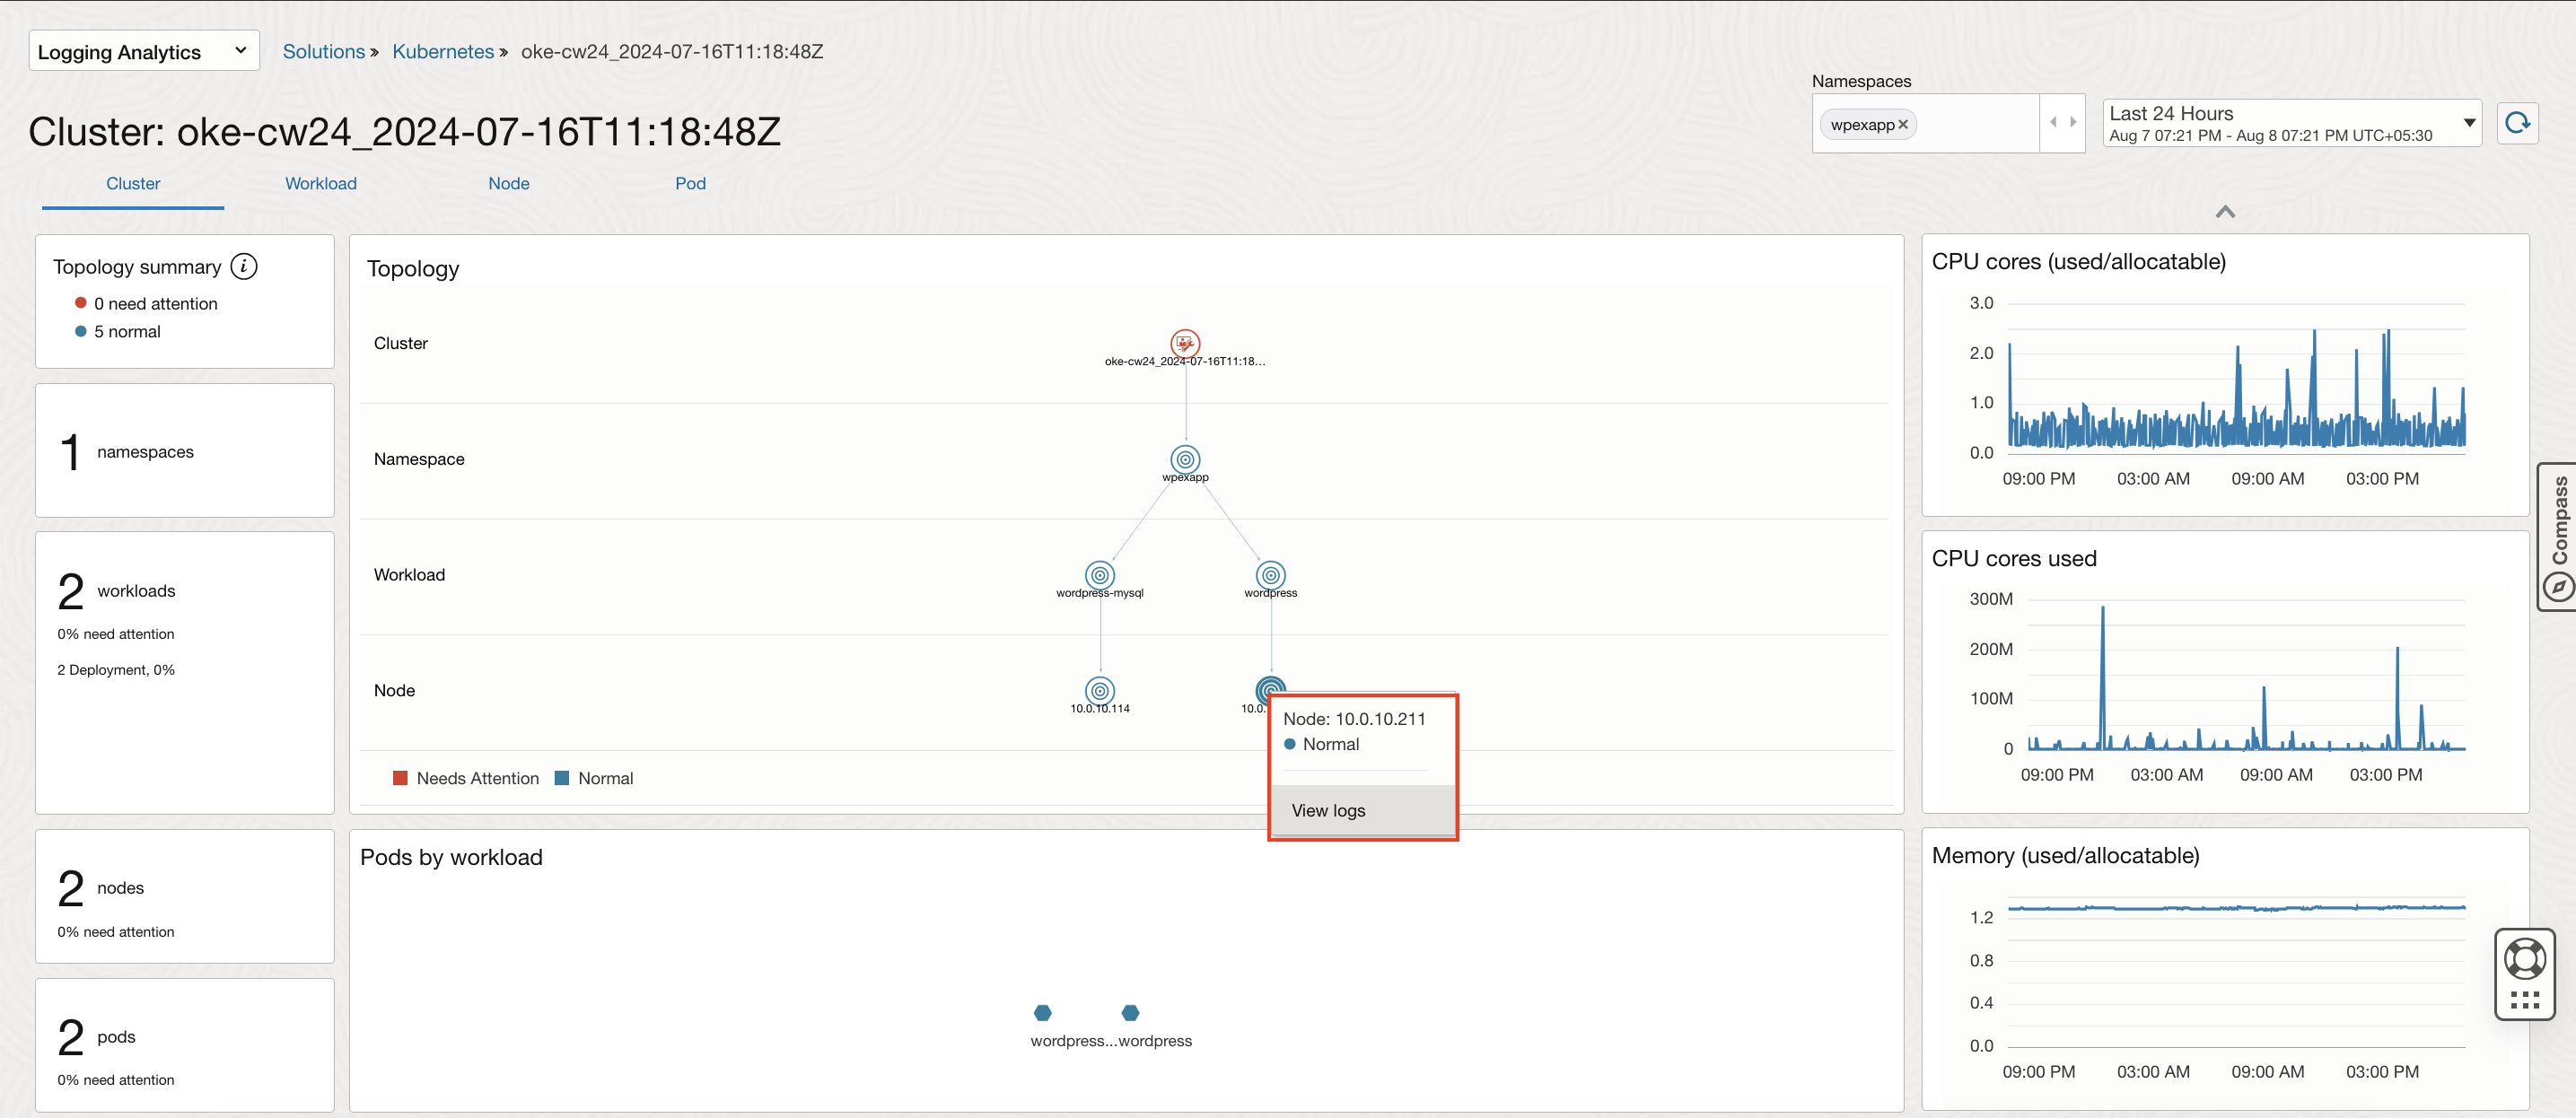 Logging Analytics
Solutions » Kubernetes » oke-cw24_2024-07-16T11:18:48Z
Cluster: oke-cw24_2024-07-16T11:18:48Z
Namespaces
wpexapp×
Last 24 Hours
Aug 7 07:21 PM - Aug 8 07:21 PM UTC+05:30
Cluster Workload Node Pod
Topology summary i
0 need attention
5 normal
1 namespaces
2 workloads
0% need attention
2 Deployment, 0%
2 nodes
0% need attention
2 pods
0% need attention
Topology
Cluster
oke-cw24_2024-07-16T11:18...
Namespace
wpexapp
Workload
wordpress-mysql wordpress
Node
10.0.10.114 10.0.
Node: 10.0.10.211
Normal
View logs
Needs Attention Normal
Pods by workload
wordpress...wordpress
CPU cores (used/allocatable)
3.0
2.0
1.0
0.0
09:00 PM 03:00 AM 09:00 AM 03:00 PM
CPU cores used
300M
200M
100M
0
09:00 PM 03:00 AM 09:00 AM 03:00 PM
Memory (used/allocatable)
1.2
0.8
0.4
0.0
09:00 PM 03:00 AM 09:00 AM 03:00 PM
Compass